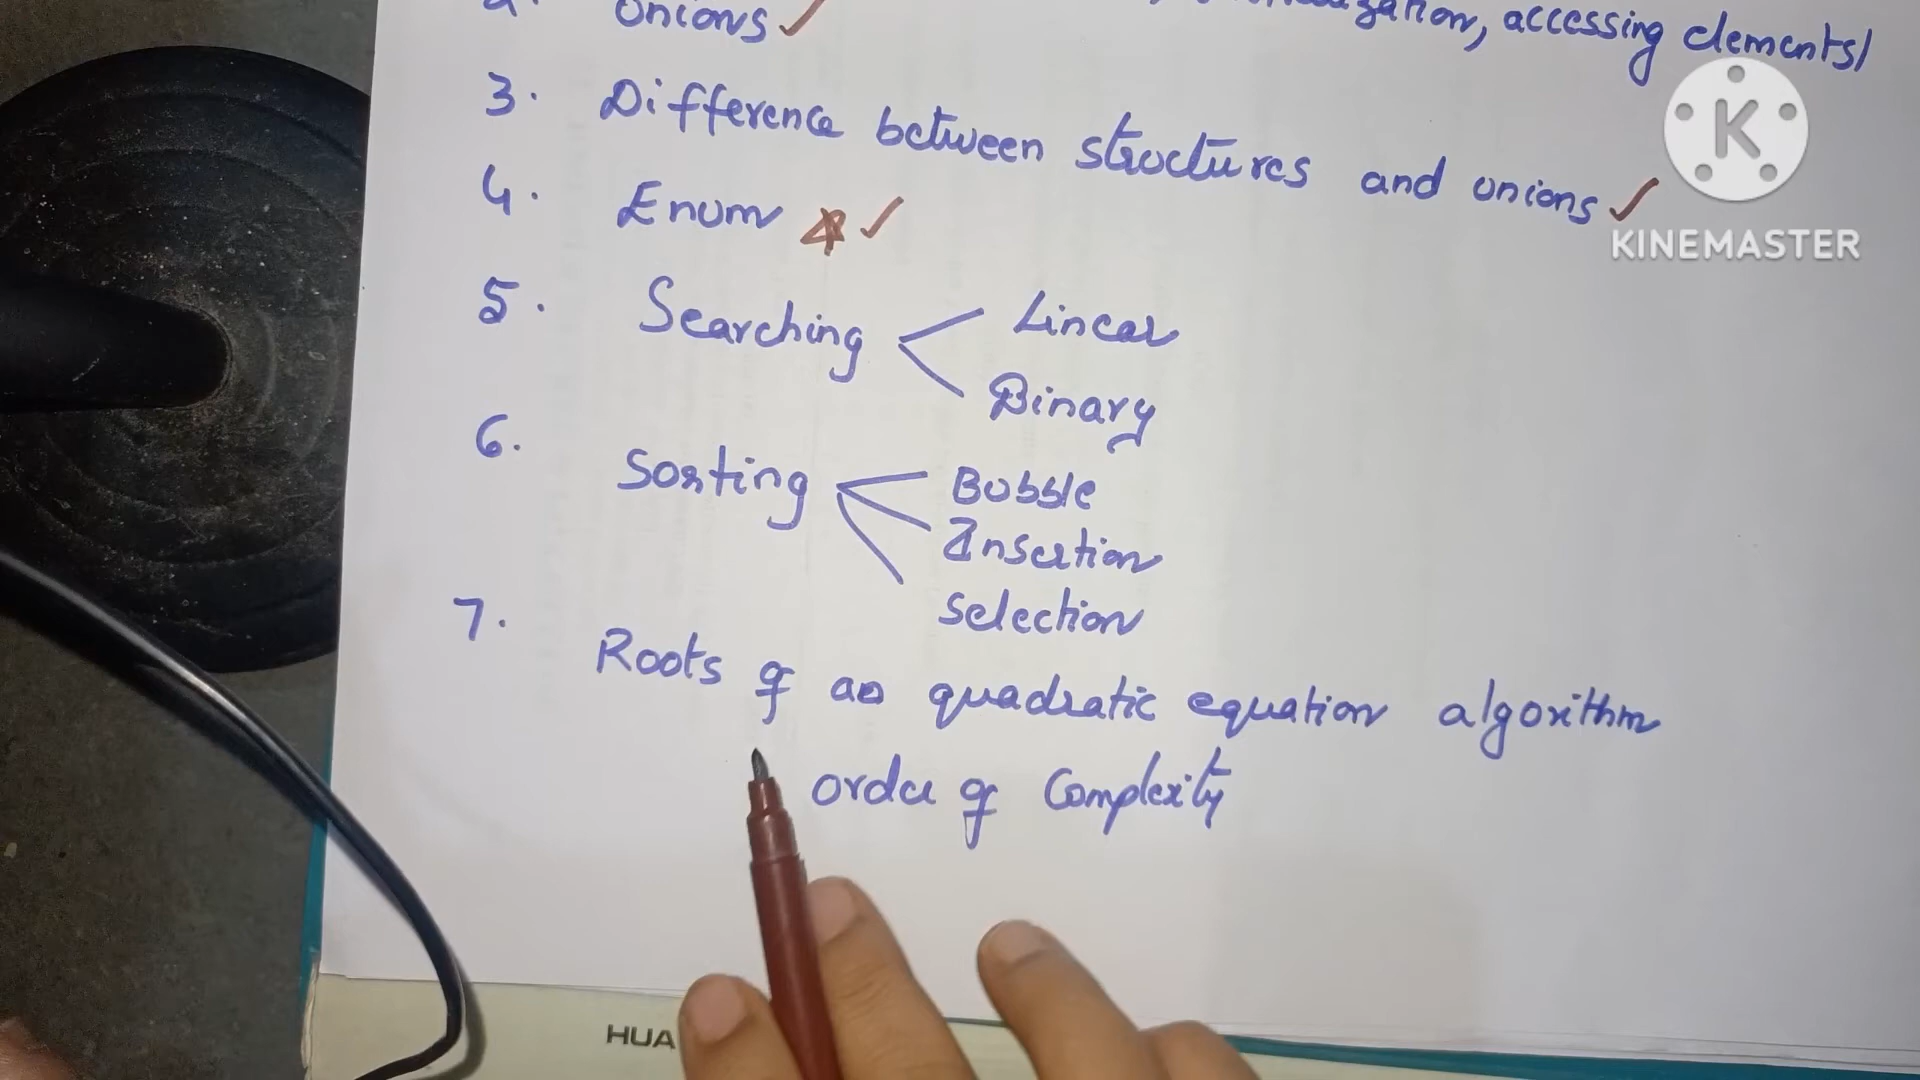 Unions ✓
accessing elements/
3. Difference between structures and unions ✓
4. Enum ✓
5. Searching
Linear
Binary
6. Sorting
Bubble
Insertion
Selection
7. Roots of an quadratic equation algorithm
order of Complexity
K
KINEMASTER
HUA